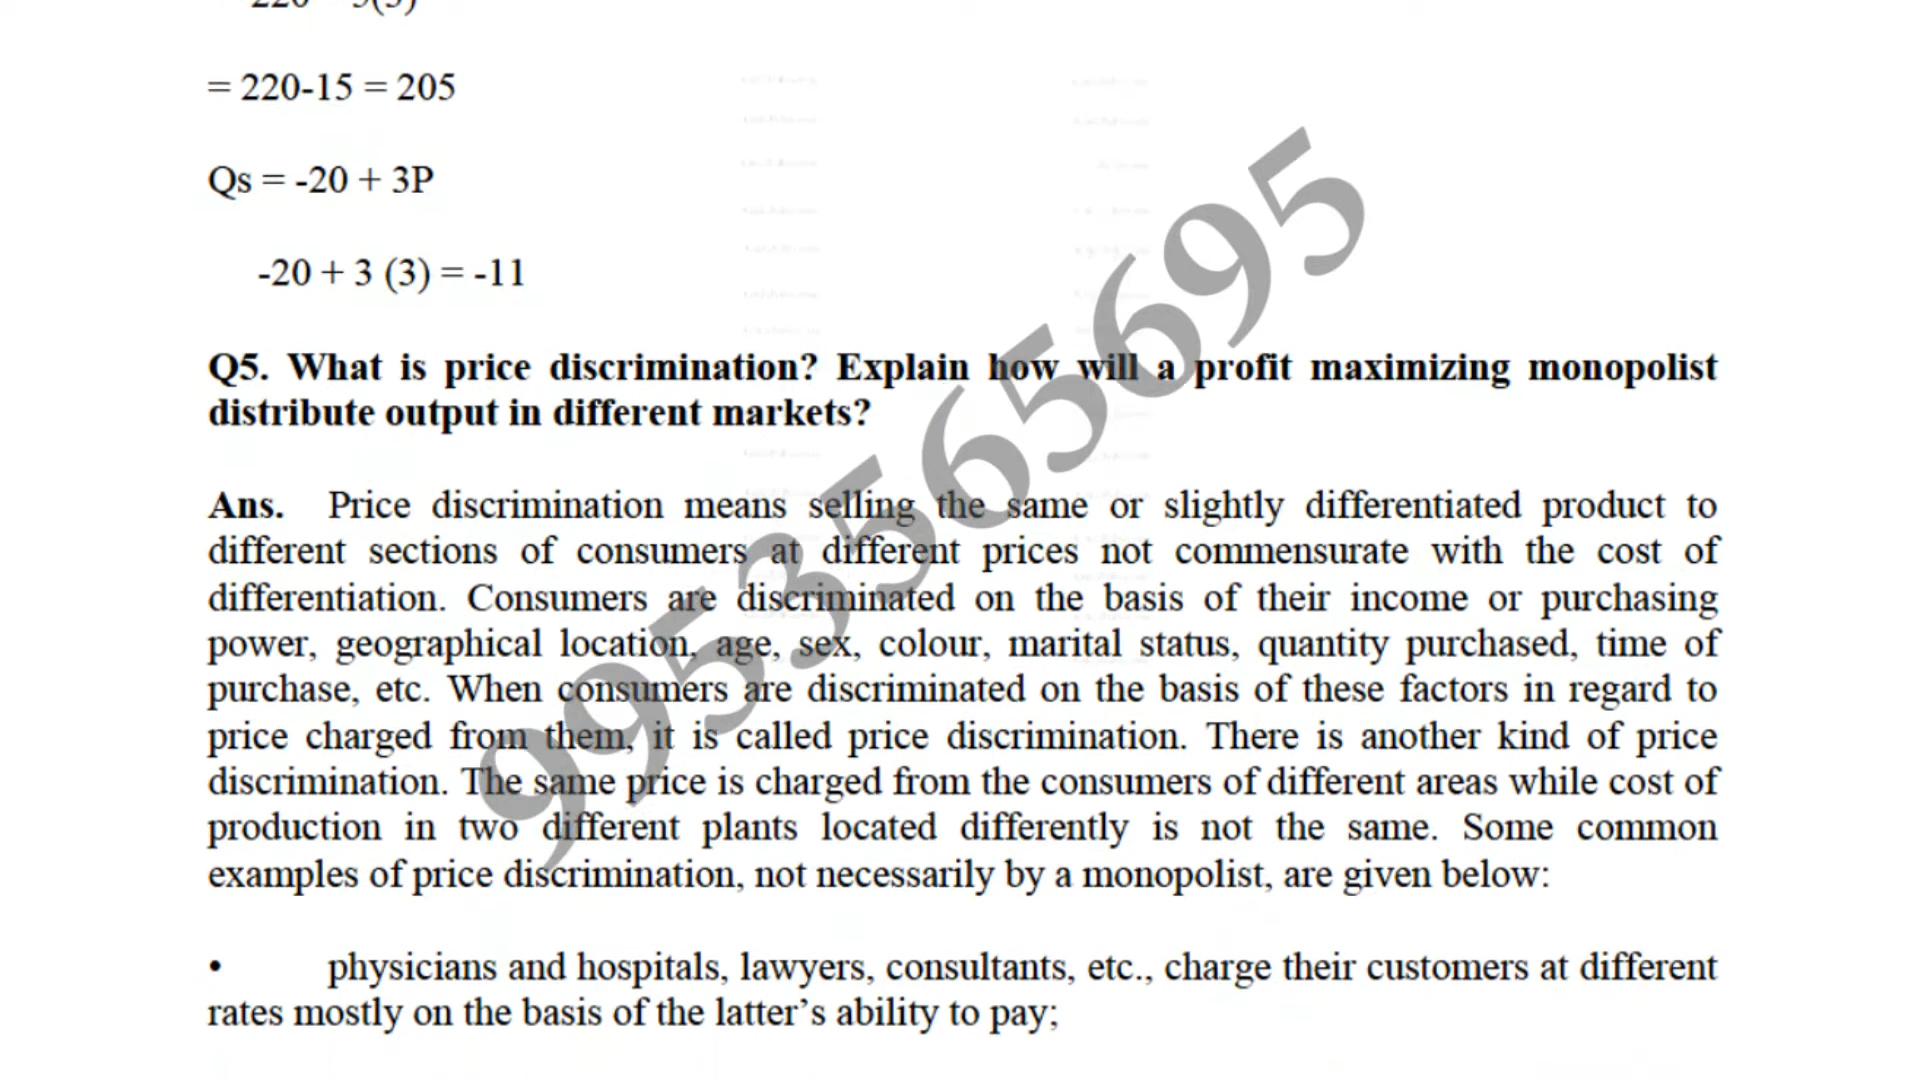 = 220-15 = 205
Qs = -20 + 3P
-20 + 3 (3) = -11
Q5. What is price discrimination? Explain how will a profit maximizing monopolist
distribute output in different markets?
Ans. Price discrimination means selling the same or slightly differentiated product to
different sections of consumers at different prices not commensurate with the cost of
differentiation. Consumers are discriminated on the basis of their income or purchasing
power, geographical location, age, sex, colour, marital status, quantity purchased, time of
purchase, etc. When consumers are discriminated on the basis of these factors in regard to
price charged from them, it is called price discrimination. There is another kind of price
discrimination. The same price is charged from the consumers of different areas while cost of
production in two different plants located differently is not the same. Some common
examples of price discrimination, not necessarily by a monopolist, are given below:
• physicians and hospitals, lawyers, consultants, etc., charge their customers at different
rates mostly on the basis of the latter’s ability to pay;
9953565695